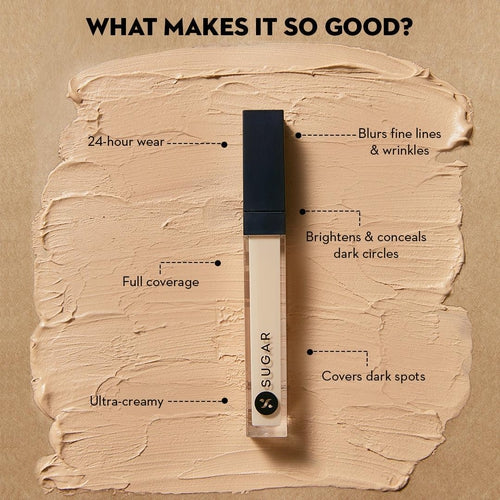 WHAT MAKES IT SO GOOD?
24-hour wear
Blurs fine lines
& wrinkles
Brightens & conceals
dark circles
Full coverage
Covers dark spots
Ultra-creamy
SUGAR